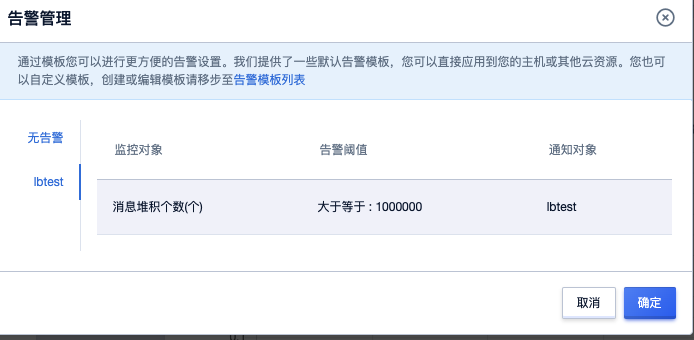 告警管理
通过模板您可以进行更方便的告警设置。我们提供了一些默认告警模板，您可以直接应用到您的主机或其他云资源。您也可
以自定义模板，创建或编辑模板请移步至告警模板列表
无告警
lbtest
监控对象 告警阈值 通知对象
消息堆积个数(个) 大于等于 : 1000000 lbtest
取消 确定